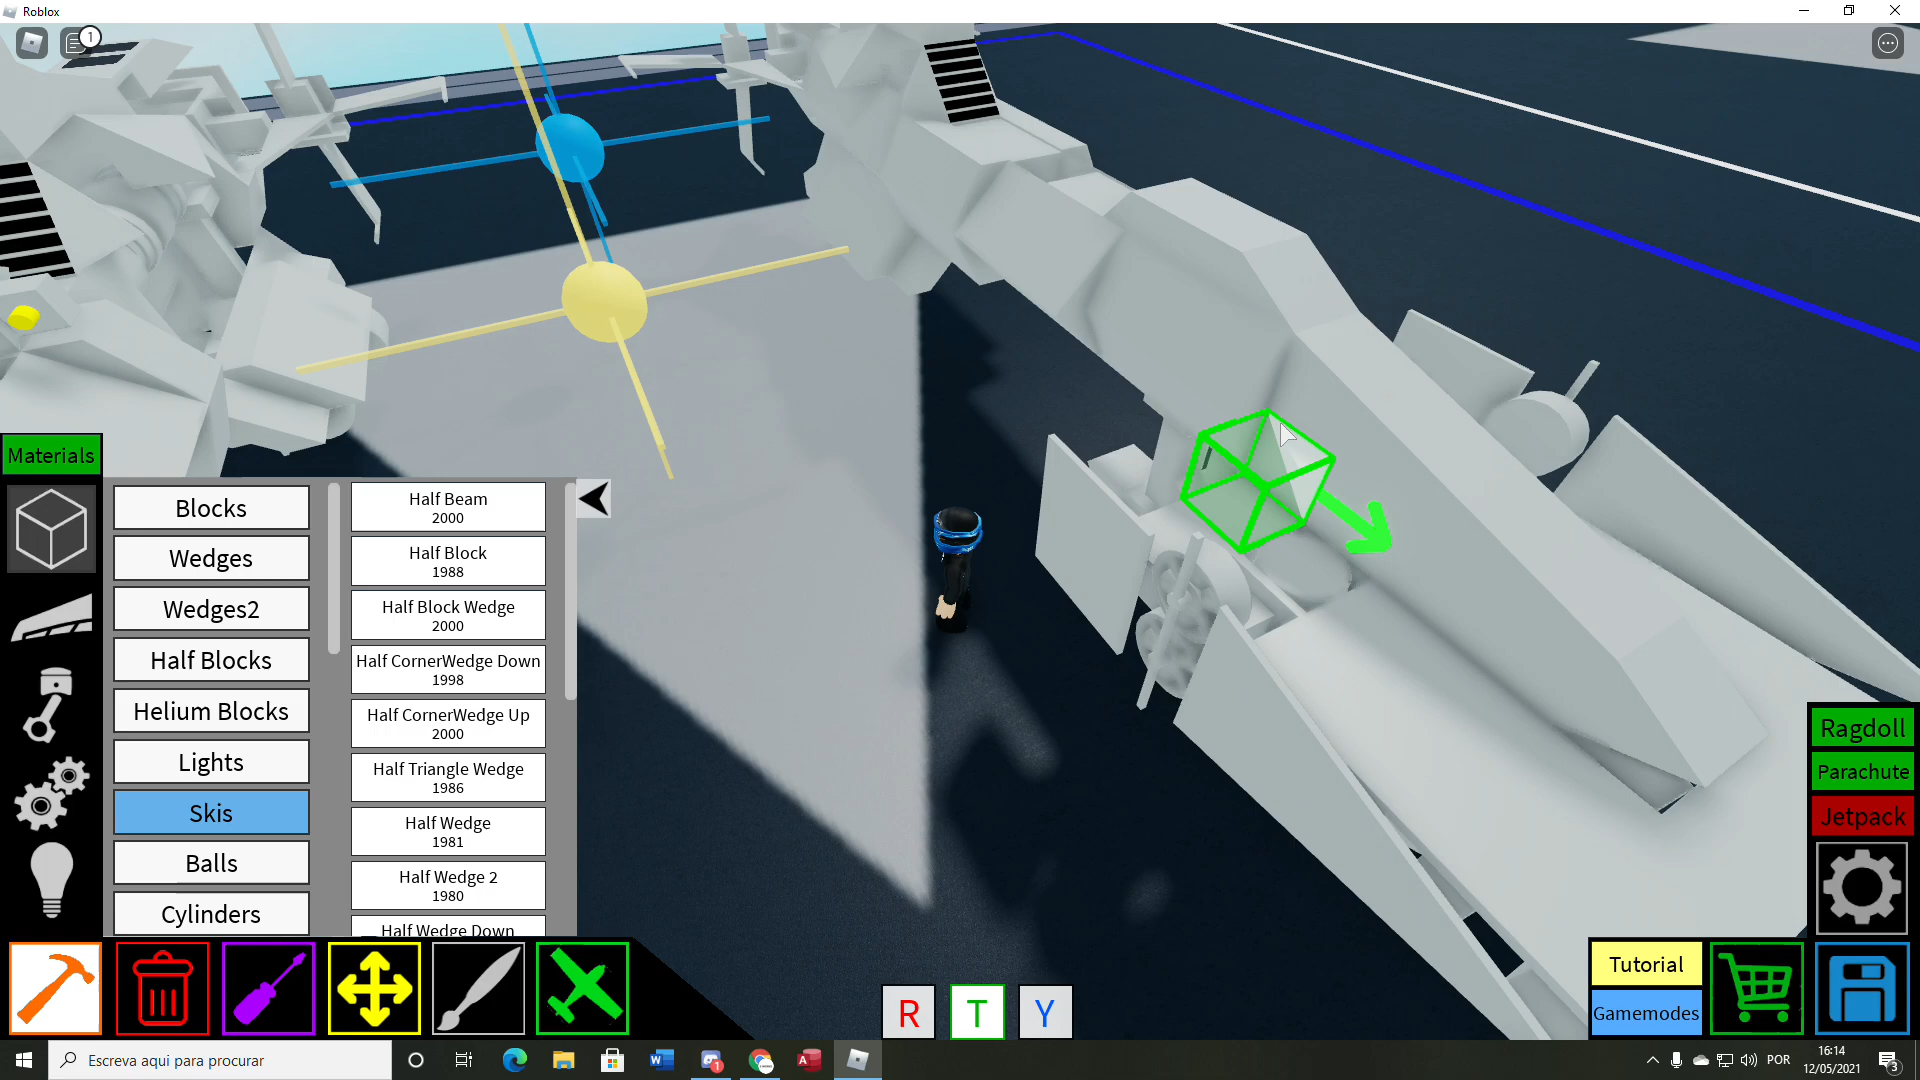 Roblox
1
Materials
Blocks
Wedges
Wedges2
Half Blocks
Helium Blocks
Lights
Skis
Balls
Cylinders
Half Beam
2000
Half Block
1988
Half Block Wedge
2000
Half CornerWedge Down
1998
Half CornerWedge Up
2000
Half Triangle Wedge
1986
Half Wedge
1981
Half Wedge 2
1980
Half Wedge Down
Ragdoll
Parachute
Jetpack
Tutorial
Gamemodes
R
T
Y
Escreva aqui para procurar
W
1
A
POR
16:14
12/05/2021
3